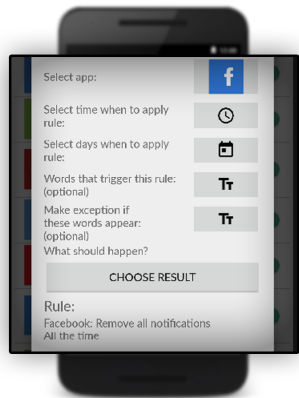 Select app:
f
Select time when to apply
rule:
Select days when to apply
rule:
Words that trigger this rule:
(optional)
Tт
Make exception if
these words appear:
(optional)
Tт
What should happen?
CHOOSE RESULT
Rule:
Facebook: Remove all notifications
All the time